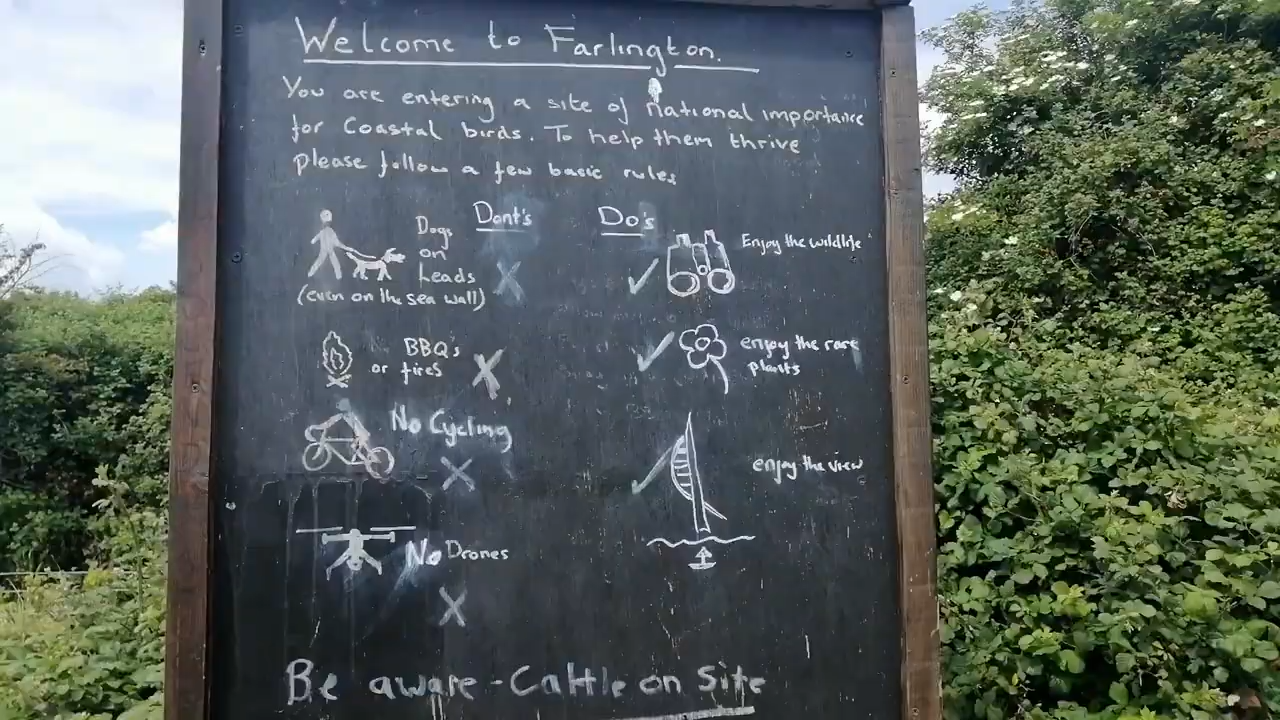 Welcome to Farlington.
You are entering a site of national importance
for Coastal birds. To help them thrive
please follow a few basic rules
Dont's
Dogs
on
Leads
(even on the sea wall)
BBQ's
or fires
No Cycling
No Drones
Do's
Enjoy the wildlife
enjoy the rare
plants
enjoy the view
Be aware - Cattle on Site